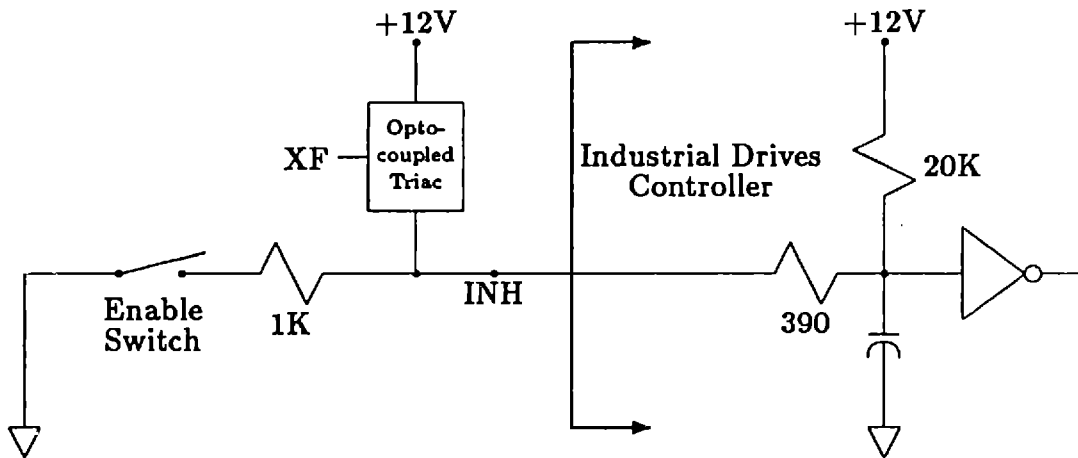 +12V
+12V
Opto-
coupled
Triac
XF
Industrial Drives
Controller
20K
INH
Enable
Switch
1K
390